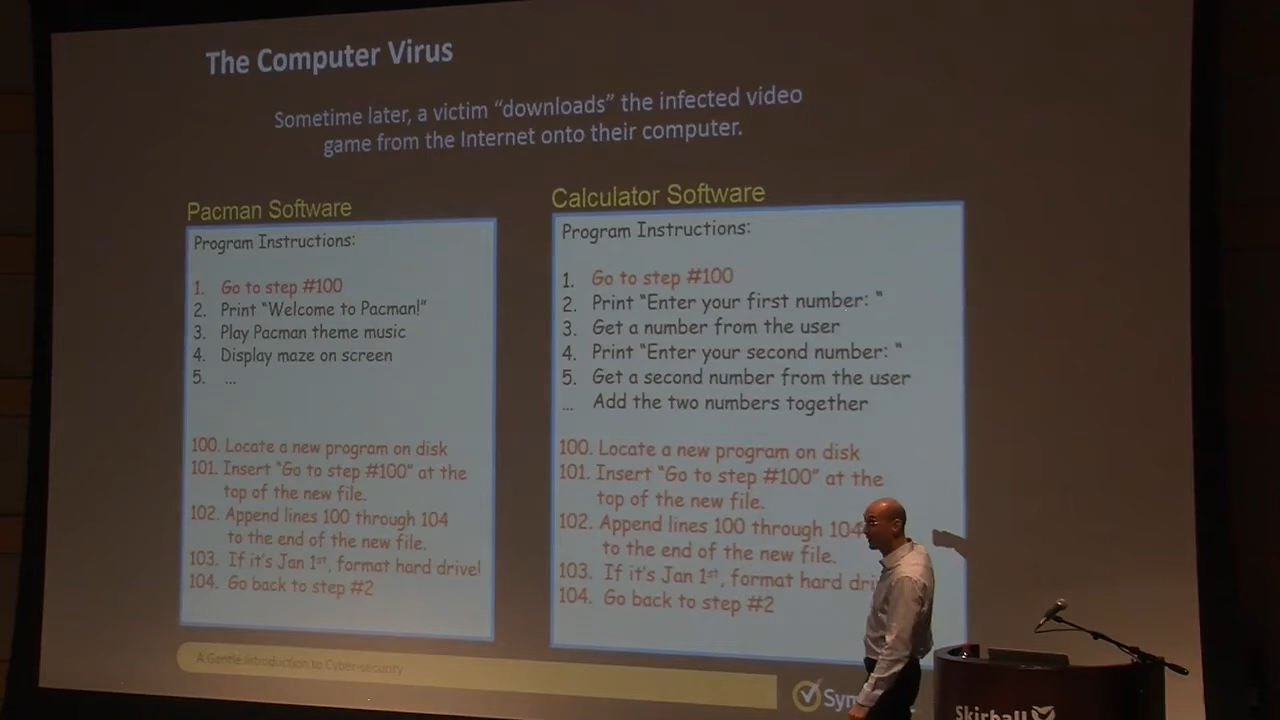 The Computer Virus
Sometime later, a victim “downloads” the infected video
game from the Internet onto their computer.
Pacman Software
Program Instructions:
1. Go to step #100
2. Print “Welcome to Pacman!”
3. Play Pacman theme music
4. Display maze on screen
5. ...
100. Locate a new program on disk
101. Insert “Go to step #100” at the
top of the new file.
102. Append lines 100 through 104
to the end of the new file.
103. If it’s Jan 1st, format hard drive!
104. Go back to step #2
Calculator Software
Program Instructions:
1. Go to step #100
2. Print “Enter your first number: “
3. Get a number from the user
4. Print “Enter your second number: “
5. Get a second number from the user
... Add the two numbers together
100. Locate a new program on disk
101. Insert “Go to step #100” at the
top of the new file.
102. Append lines 100 through 104
to the end of the new file.
103. If it’s Jan 1st, format hard dri
104. Go back to step #2
A Gentle Introduction to Cyber-security
Sym
Skirball